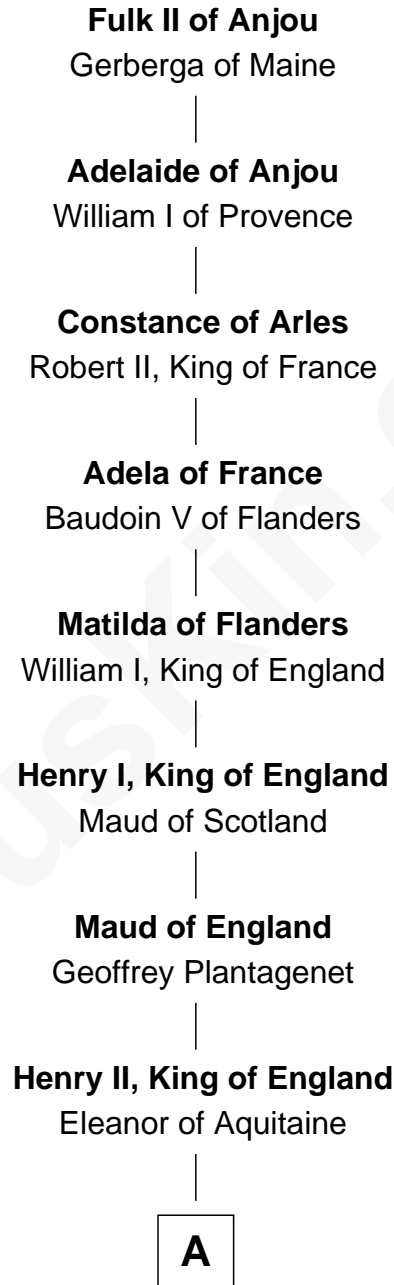 Fulk II of Anjou
Gerberga of Maine
Adelaide of Anjou
William I of Provence
Constance of Arles
Robert II, King of France
Adela of France
Baudoin V of Flanders
Matilda of Flanders
William I, King of England
Henry I, King of England
Maud of Scotland
Maud of England
Geoffrey Plantagenet
Henry II, King of England
Eleanor of Aquitaine
A